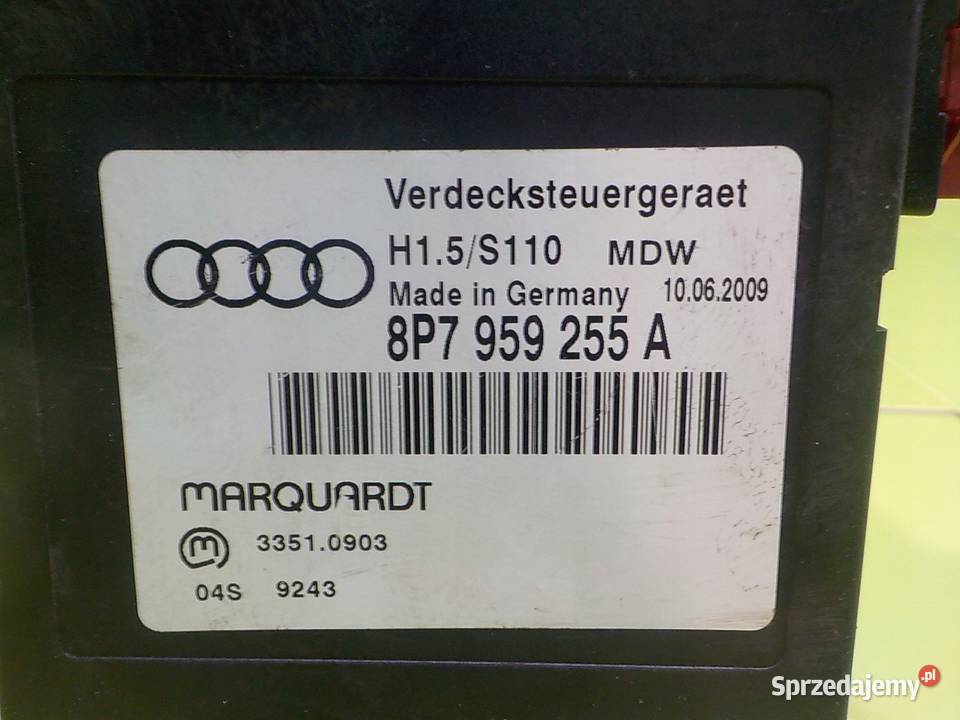 Verdecksteuergeraet
H1.5/S110 MDW
Made in Germany 10.06.2009
8P7 959 255 A
MARQUARDT
m 3351.0903
04S 9243
Sprzedajemy.pl